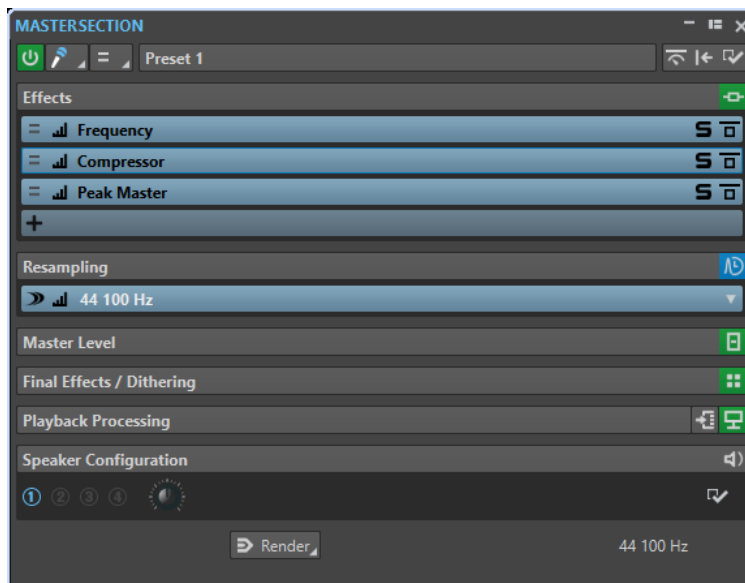 MASTERSECTION
Preset 1
Effects
Frequency S
Compressor S
Peak Master S
Resampling
44 100 Hz
Master Level
Final Effects / Dithering
Playback Processing
Speaker Configuration
1 2 3 4
Render
44 100 Hz